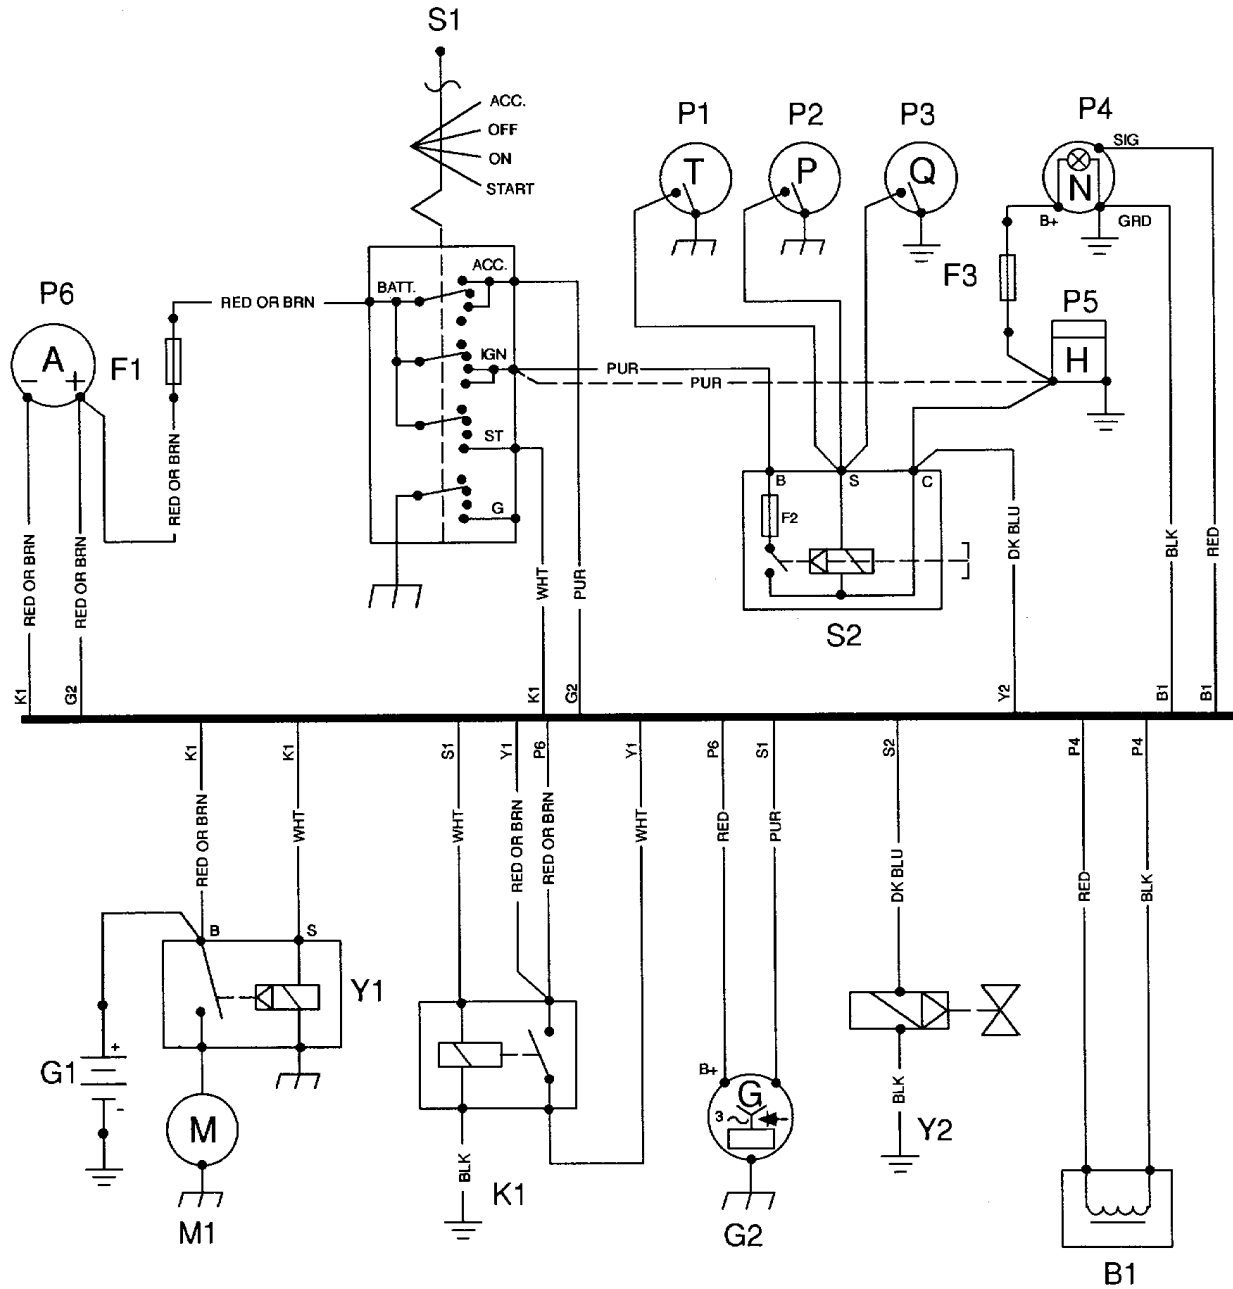 S1
ACC.
OFF
ON
START
P1
P2
P3
P4
T
P
Q
N
SIG
B+
GRD
F3
P5
H
P6
A
- +
F1
RED OR BRN
BATT.
ACC.
IGN
ST
G
PUR
PUR
RED OR BRN
RED OR BRN
RED OR BRN
WHT
PUR
B
S
C
F2
S2
DK BLU
BLK
RED
K1
G2
K1
G2
Y2
B1
B1
K1
K1
S1
Y1
P6
Y1
P6
S1
S2
P4
P4
RED OR BRN
WHT
WHT
RED OR BRN
RED OR BRN
WHT
RED
PUR
DK BLU
RED
BLK
B
S
Y1
+
G1
-
M
M1
BLK
K1
B+
G
3
G2
BLK
Y2
B1